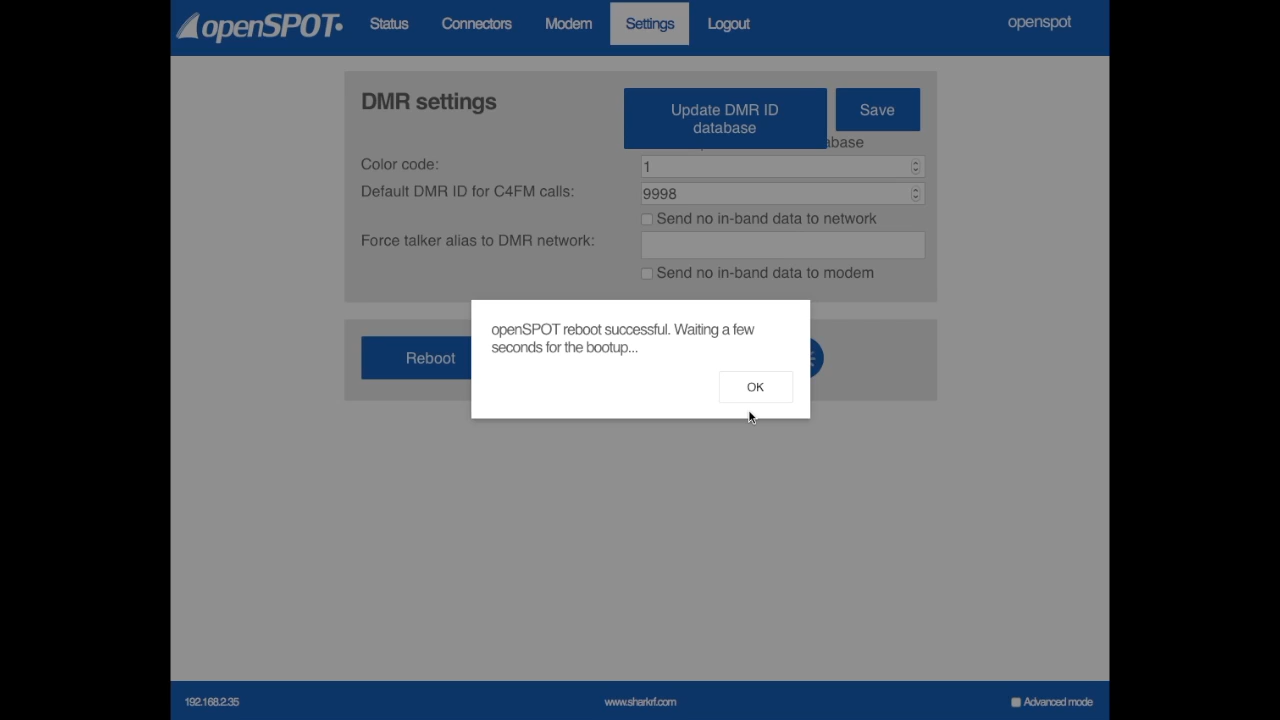 openSPOT
Status
Connectors
Modem
Settings
Logout
openspot
DMR settings
Update DMR ID
database
Save
abase
Color code:
1
Default DMR ID for C4FM calls:
9998
Send no in-band data to network
Force talker alias to DMR network:
Send no in-band data to modem
openSPOT reboot successful. Waiting a few
seconds for the bootup...
OK
Reboot
192.168.2.35
www.sharkrf.com
Advanced mode